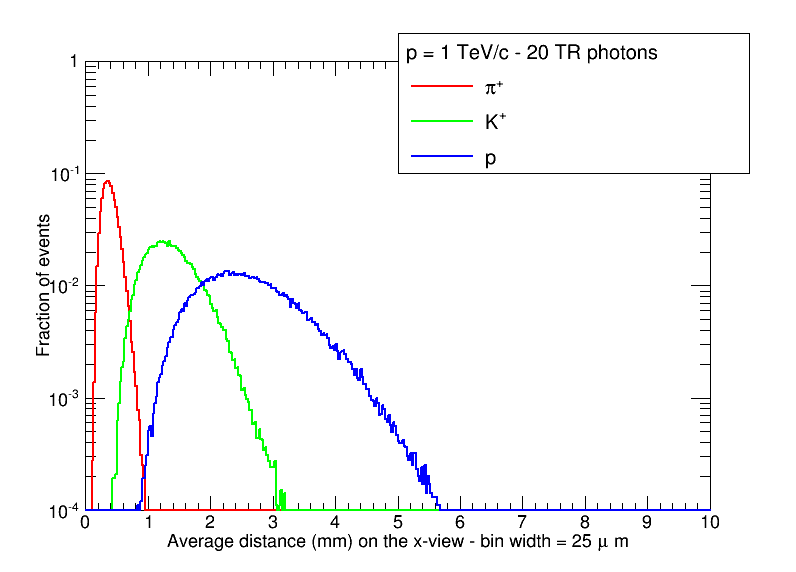 p = 1 TeV/c - 20 TR photons
π+
K+
p
1
10-1
10-2
10-3
10-4
Fraction of events
0 1 2 3 4 5 6 7 8 9 10
Average distance (mm) on the x-view - bin width = 25 μ m